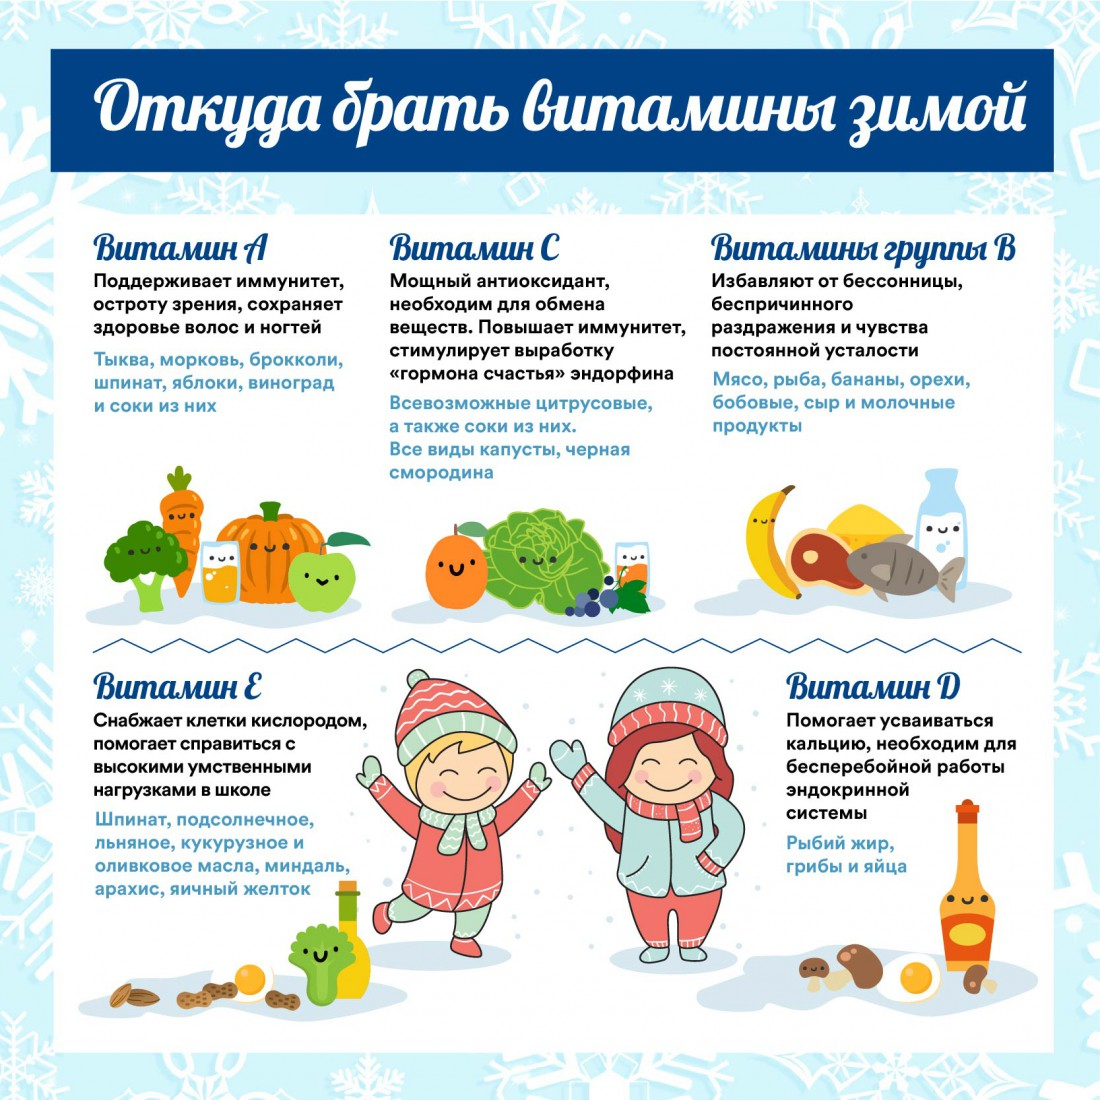 Откуда брать витамины зимой
Витамин А
Поддерживает иммунитет,
остроту зрения, сохраняет
здоровье волос и ногтей
Тыква, морковь, брокколи,
шпинат, яблоки, виноград
и соки из них
Витамин С
Мощный антиоксидант,
необходим для обмена
веществ. Повышает иммунитет,
стимулирует выработку
«гормона счастья» эндорфина
Всевозможные цитрусовые,
а также соки из них.
Все виды капусты, черная
смородина
Витамины группы В
Избавляют от бессонницы,
беспричинного
раздражения и чувства
постоянной усталости
Мясо, рыба, бананы, орехи,
бобовые, сыр и молочные
продукты
Витамин Е
Снабжает клетки кислородом,
помогает справиться с
высокими умственными
нагрузками в школе
Шпинат, подсолнечное,
льняное, кукурузное и
оливковое масла, миндаль,
арахис, яичный желток
Витамин D
Помогает усваиваться
кальцию, необходим для
бесперебойной работы
эндокринной
системы
Рыбий жир,
грибы и яйца